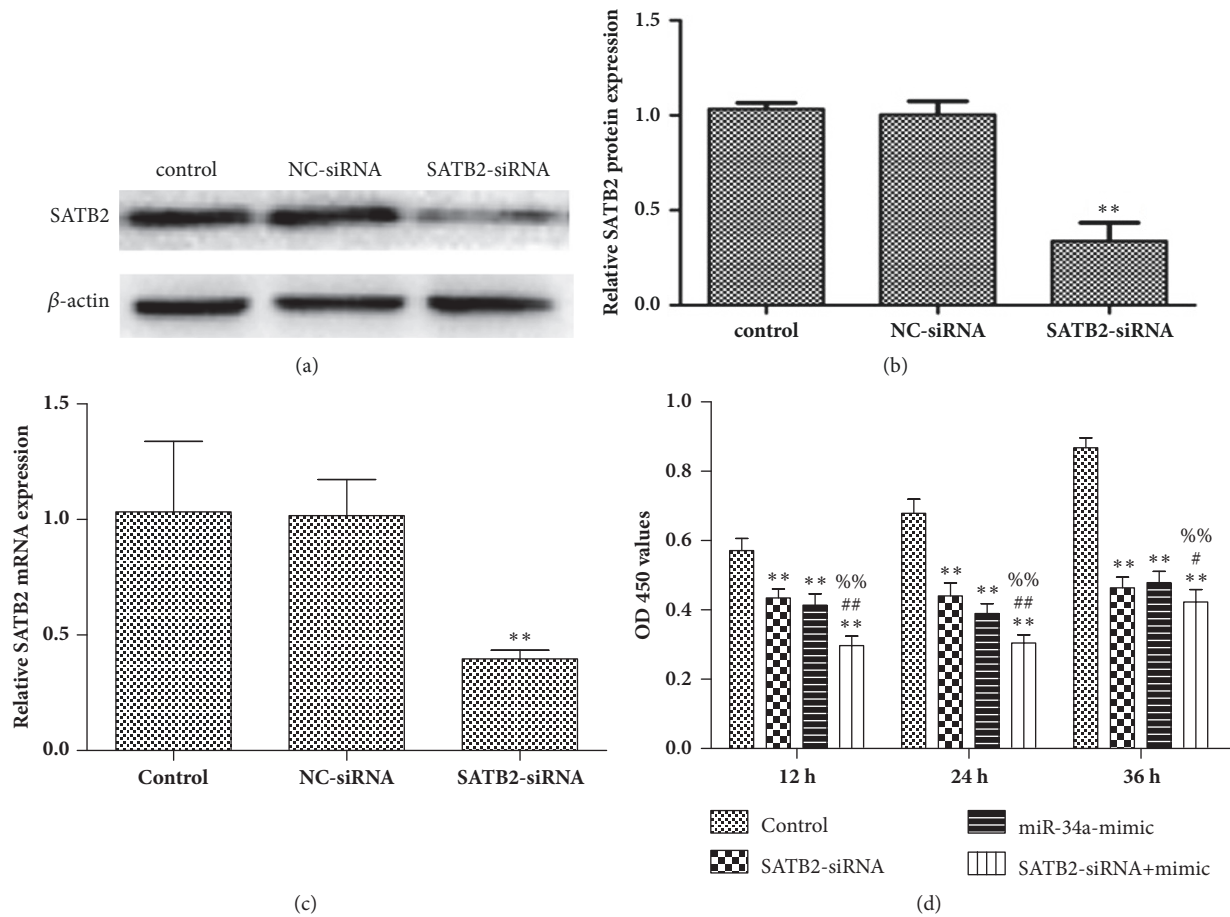 control NC-siRNA SATB2-siRNA
SATB2
β-actin
(a)
Relative SATB2 protein expression
1.5
1.0
0.5
0.0
**
control NC-siRNA SATB2-siRNA
(b)
Relative SATB2 mRNA expression
1.5
1.0
0.5
0.0
**
Control NC-siRNA SATB2-siRNA
(c)
OD 450 values
1.0
0.8
0.6
0.4
0.2
0.0
** ** %% ## **
** ** %% ## **
** ** %% # **
12 h 24 h 36 h
Control miR-34a-mimic
SATB2-siRNA SATB2-siRNA+mimic
(d)